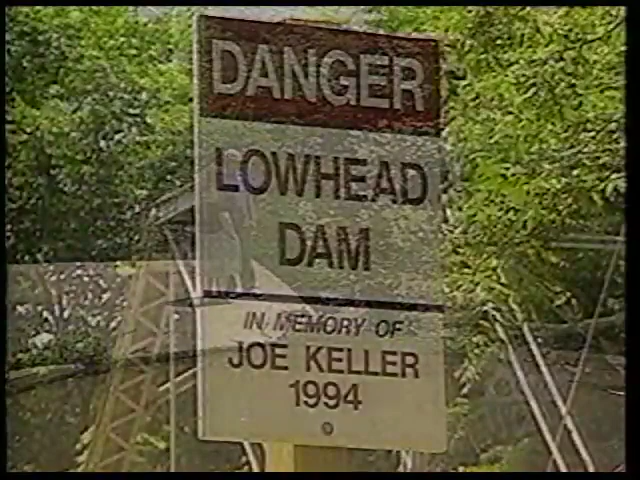 DANGER
LOWHEAD
DAM
IN MEMORY OF
JOE KELLER
1994